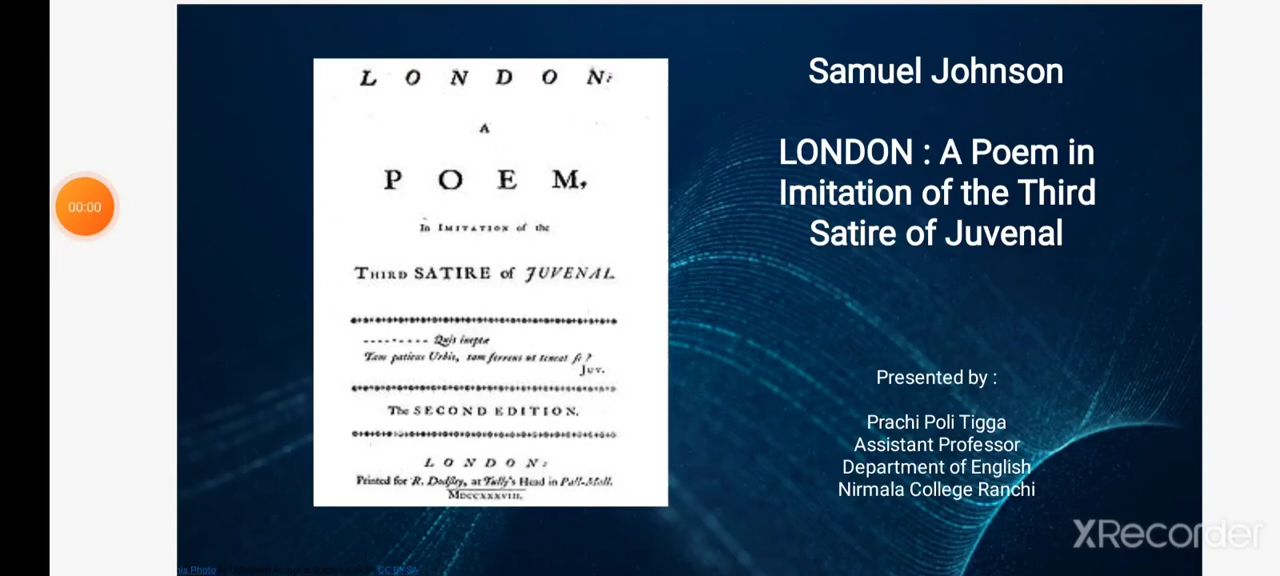 00:00
LONDON:
A
POEM,
In IMITATION of the
THIRD SATIRE of JUVENAL.
Quis ineptæ
Tam patiens Urbis, tam ferreus ut teneat se?
JUV.
The SECOND EDITION.
LONDON:
Printed for R. Dodsley, at Tully's Head in Pall-Mall.
MDCCXXXVIII.
Samuel Johnson
LONDON : A Poem in
Imitation of the Third
Satire of Juvenal
Presented by :
Prachi Poli Tigga
Assistant Professor
Department of English
Nirmala College Ranchi
XRecorder
his Photo
CC BY-SA